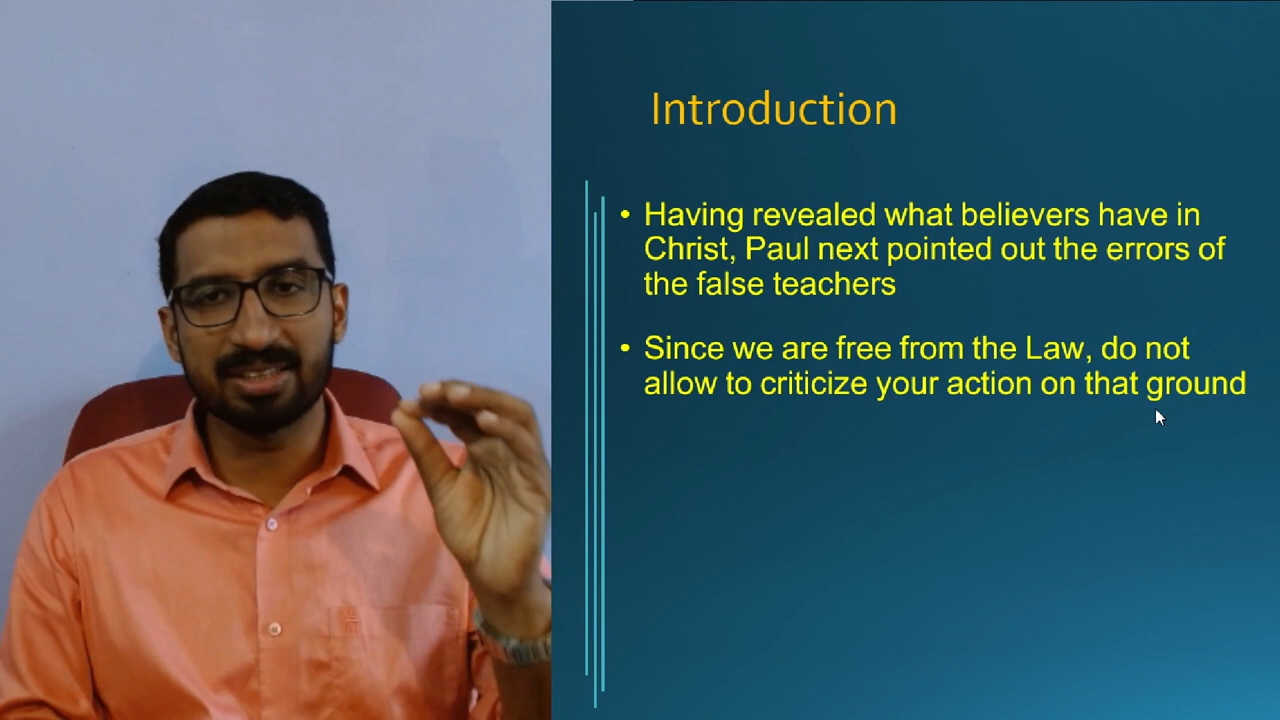 Introduction
• Having revealed what believers have in
Christ, Paul next pointed out the errors of
the false teachers
• Since we are free from the Law, do not
allow to criticize your action on that ground